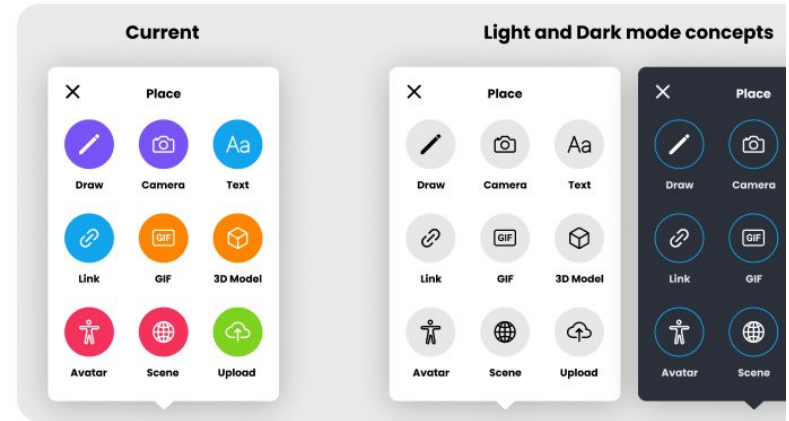 Current
Light and Dark mode concepts
Place
Aa
Draw Camera Text
GIF
Link GIF 3D Model
Avatar Scene Upload
Place
Aa
Draw Camera Text
GIF
Link GIF 3D Model
Avatar Scene Upload
Place
Draw Camera
GIF
Link GIF
Avatar Scene